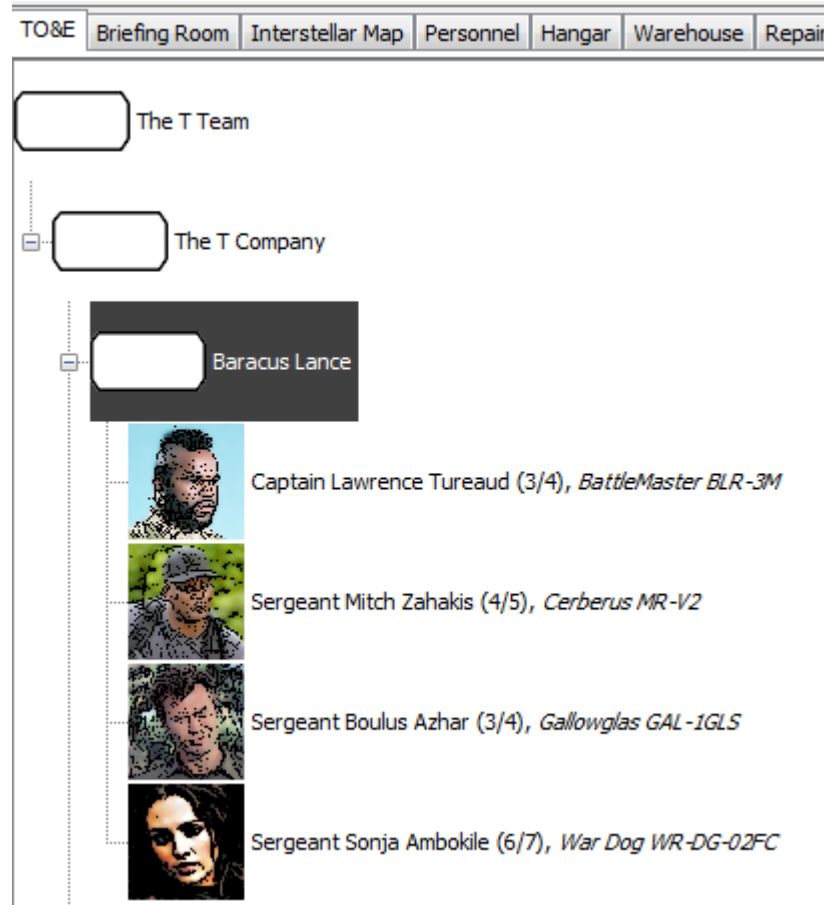 TO&E Briefing Room Interstellar Map Personnel Hangar Warehouse Repair
The T Team
The T Company
Baracus Lance
Captain Lawrence Tureaud (3/4), BattleMaster BLR-3M
Sergeant Mitch Zahakis (4/5), Cerberus MR-V2
Sergeant Boulus Azhar (3/4), Gallowglas GAL-1GLS
Sergeant Sonja Ambokile (6/7), War Dog WR-DG-02FC